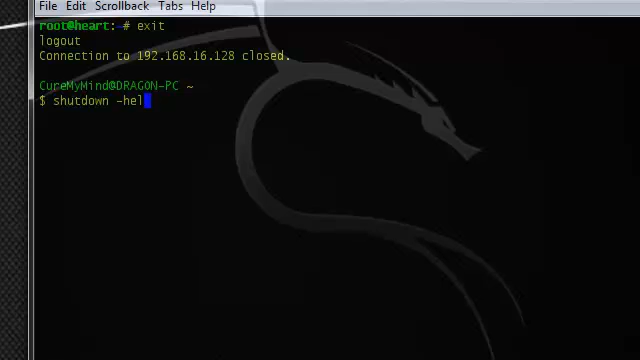 File Edit Scrollback Tabs Help
root@heart:~# exit
logout
Connection to 192.168.16.128 closed.
CureMyMind@DRAGON-PC ~
$ shutdown -hel